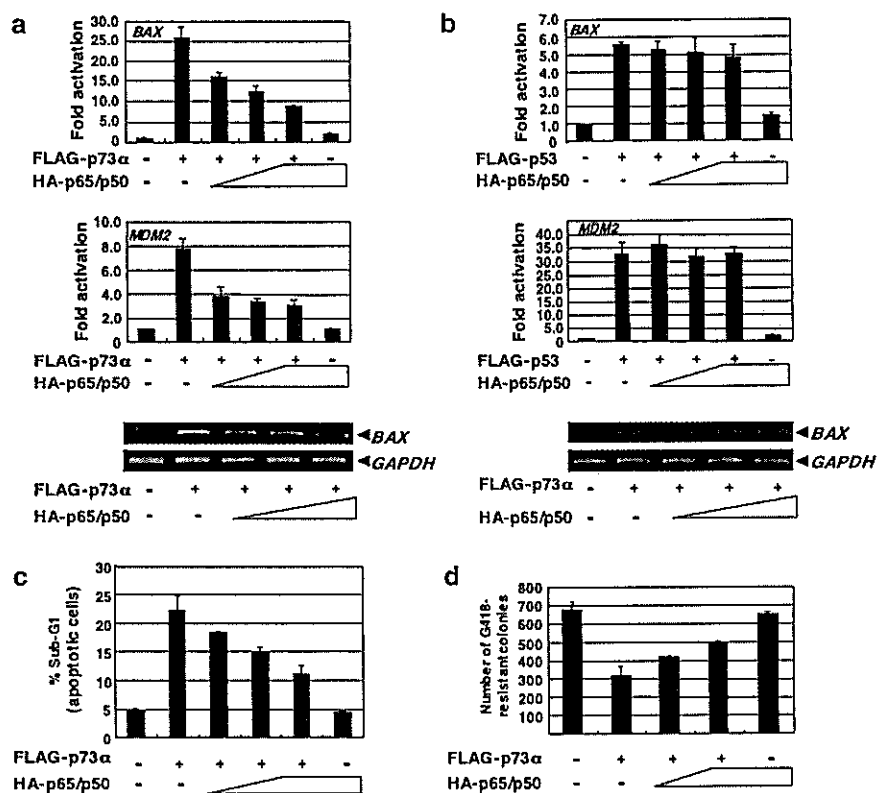 a
BAX
Fold activation
30.0
25.0
20.0
15.0
10.0
5.0
0.0
FLAG-p73α - + + + + -
HA-p65/p50 - -
MDM2
Fold activation
10.0
8.0
6.0
4.0
2.0
0.0
FLAG-p73α - + + + + -
HA-p65/p50 - -
BAX
GAPDH
FLAG-p73α - + + + +
HA-p65/p50 - -
b
BAX
Fold activation
7.0
6.0
5.0
4.0
3.0
2.0
1.0
0.0
FLAG-p53 - + + + + -
HA-p65/p50 - -
MDM2
Fold activation
45.0
40.0
35.0
30.0
25.0
20.0
15.0
10.0
5.0
0.0
FLAG-p53 - + + + + -
HA-p65/p50 - -
BAX
GAPDH
FLAG-p73α - + + + +
HA-p65/p50 - -
c
% Sub-G1
(apoptotic cells)
30
25
20
15
10
5
0
FLAG-p73α - + + + + -
HA-p65/p50 - -
d
Number of G418-
resistant colonies
800
700
600
500
400
300
200
100
FLAG-p73α - + + + -
HA-p65/p50 - -